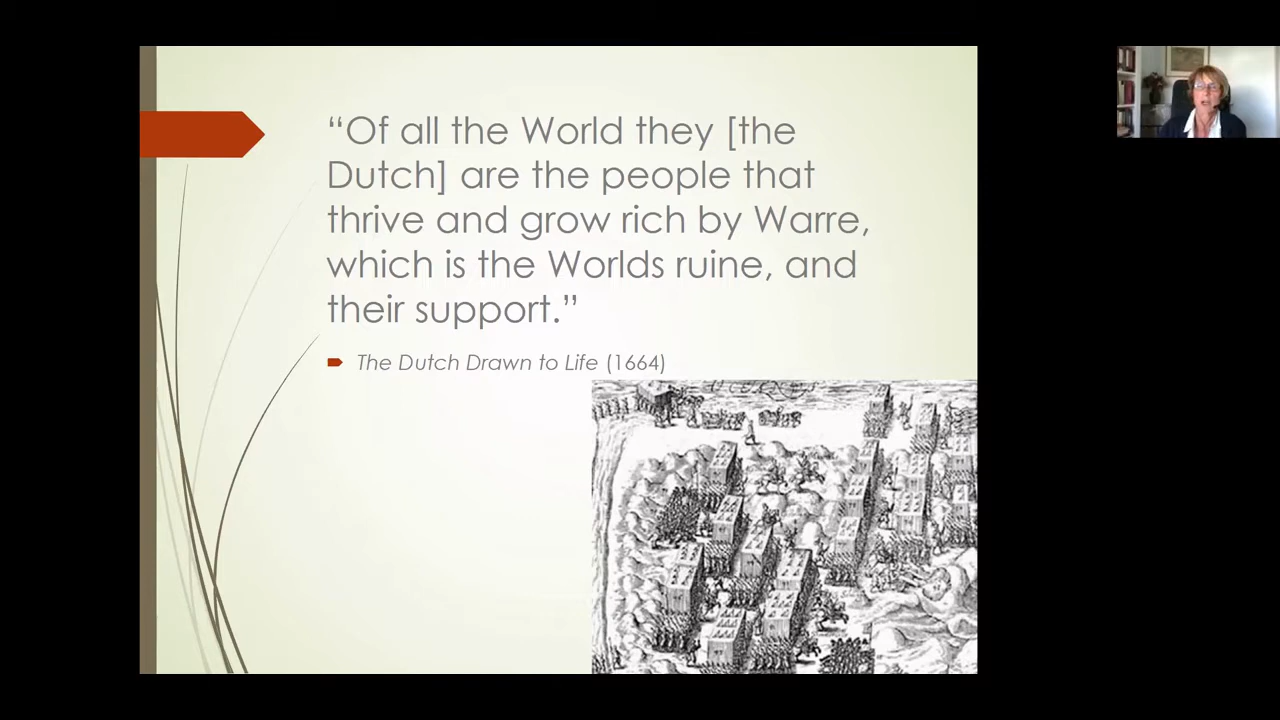 “Of all the World they [the
Dutch] are the people that
thrive and grow rich by Warre,
which is the Worlds ruine, and
their support.”
The Dutch Drawn to Life (1664)